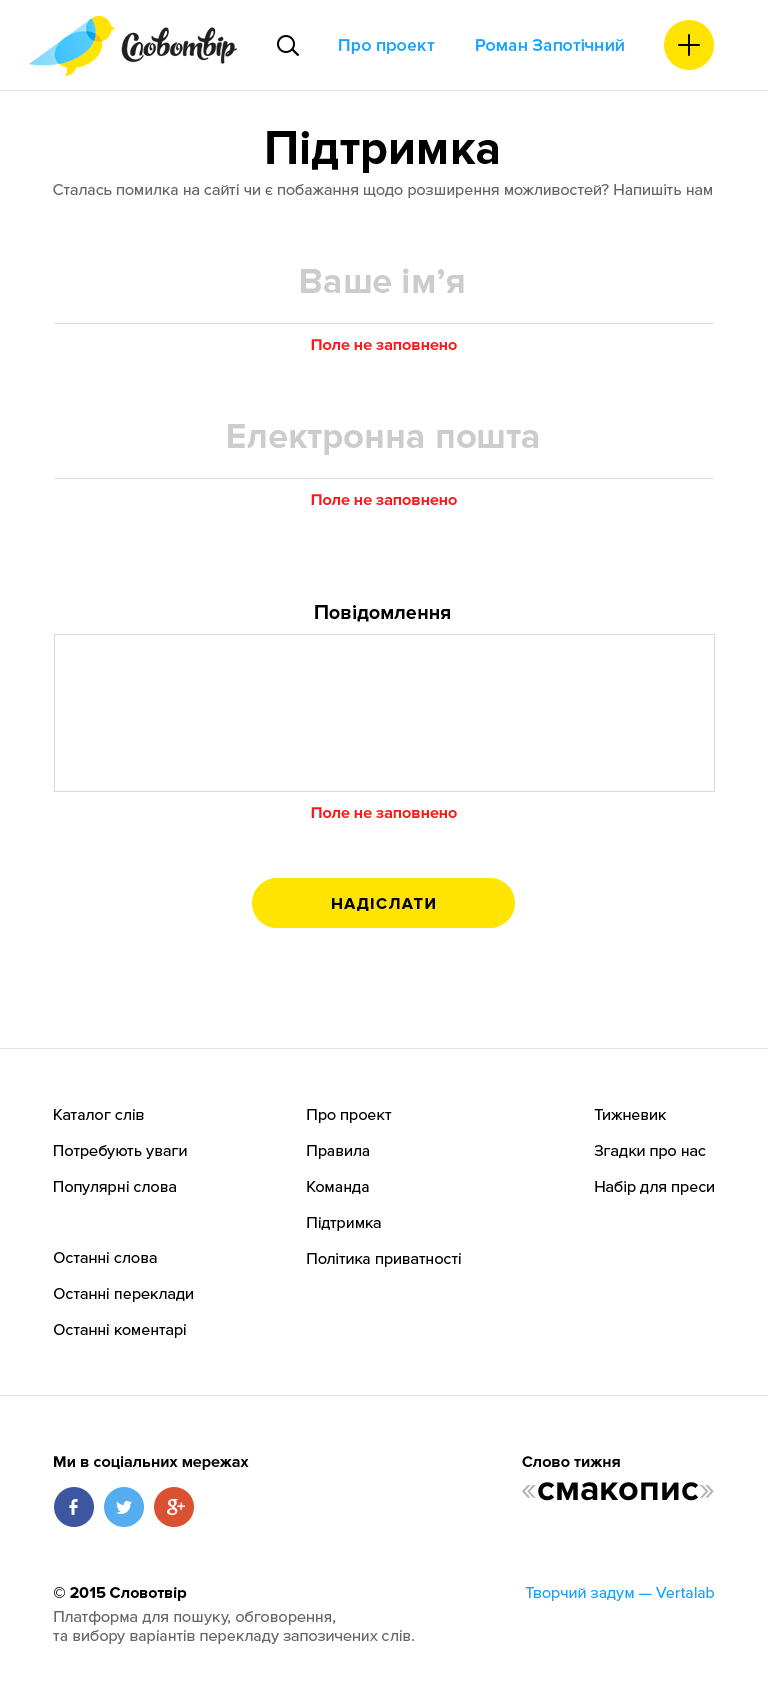 Словотвір
Про проект
Роман Запотічний
Підтримка
Сталась помилка на сайті чи є побажання щодо розширення можливостей? Напишіть нам
Ваше ім’я
Поле не заповнено
Електронна пошта
Поле не заповнено
Повідомлення
Поле не заповнено
НАДІСЛАТИ
Каталог слів
Потребують уваги
Популярні слова
Останні слова
Останні переклади
Останні коментарі
Про проект
Правила
Команда
Підтримка
Політика приватності
Тижневик
Згадки про нас
Набір для преси
Ми в соціальних мережах
Слово тижня
«смакопис»
© 2015 Словотвір
Платформа для пошуку, обговорення,
та вибору варіантів перекладу запозичених слів.
Творчий задум — Vertalab